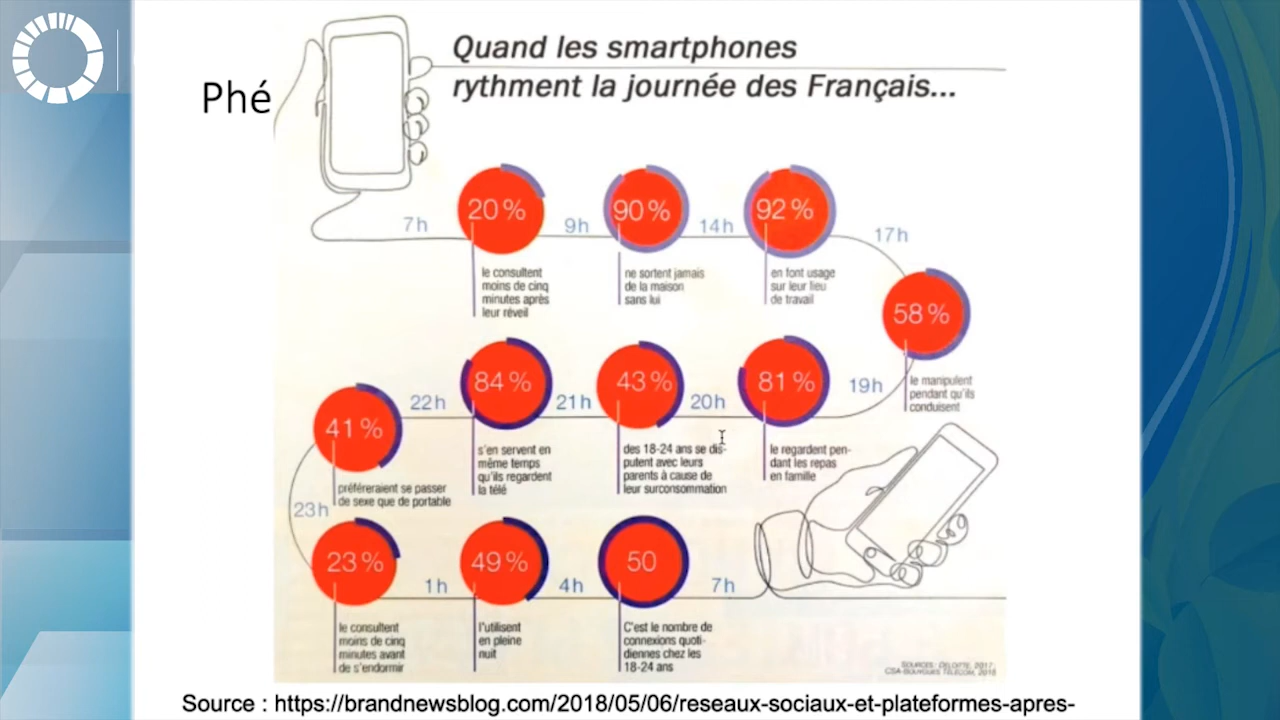 Quand les smartphones
rythment la journée des Français...
Phé
7h
20%
9h
90%
14h
92%
17h
le consultent
moins de cinq
minutes après
leur réveil
ne sortent jamais
de la maison
sans lui
en font usage
sur leur lieu
de travail
58%
le manipulent
pendant qu'ils
conduisent
19h
81%
20h
43%
21h
84%
22h
41%
le regardent pen-
dant les repas
en famille
des 18-24 ans se dis-
putent avec leurs
parents à cause de
leur surconsommation
s'en servent en
même temps
qu'ils regardent
la télé
préféreraient se passer
de sexe que de portable
23h
23%
1h
49%
4h
50
7h
le consultent
moins de cinq
minutes avant
de s'endormir
l'utilisent
en pleine
nuit
C'est le nombre de
connexions quoti-
diennes chez les
18-24 ans
SOURCES: DELOITTE, 2017;
CSA-BOUYGUES TELECOM, 2016
Source : https://brandnewsblog.com/2018/05/06/reseaux-sociaux-et-plateformes-apres-